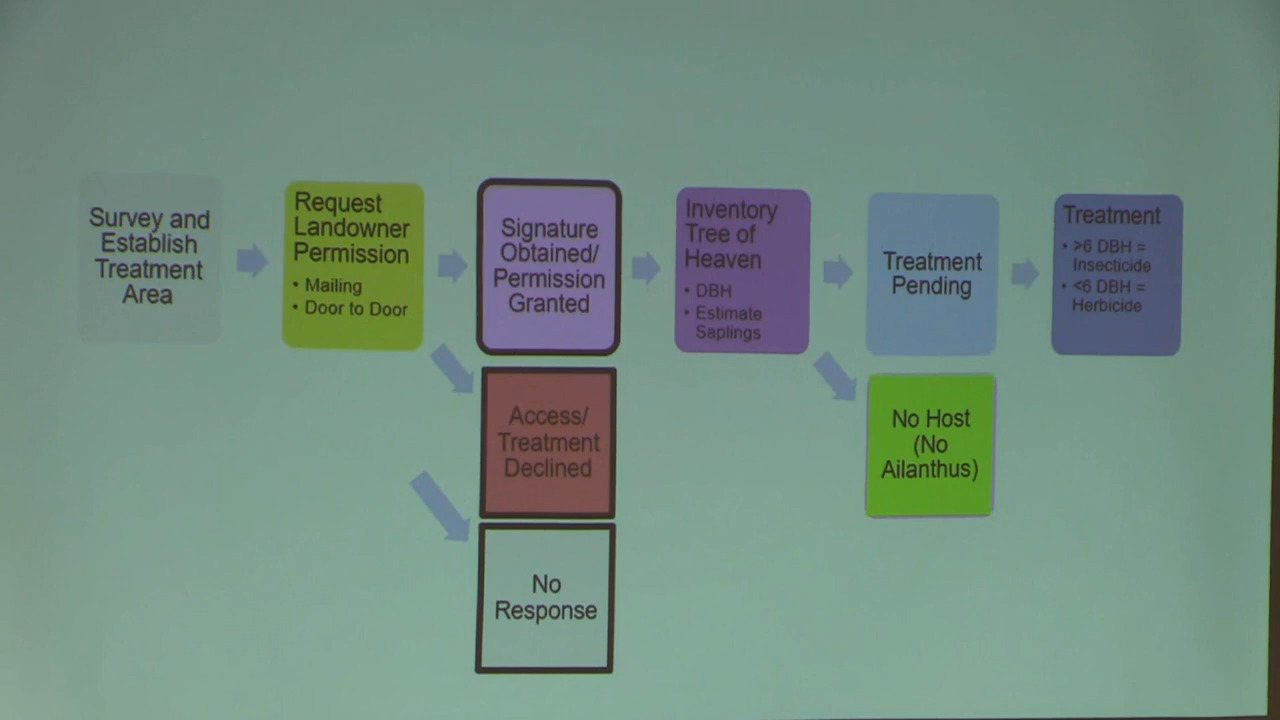 Survey and
Establish
Treatment
Area
Request
Landowner
Permission
• Mailing
• Door to Door
Signature
Obtained/
Permission
Granted
Access/
Treatment
Declined
No
Response
Inventory
Tree of
Heaven
• DBH
• Estimate
Saplings
Treatment
Pending
No Host
(No
Ailanthus)
Treatment
• >6 DBH =
Insecticide
• <6 DBH =
Herbicide